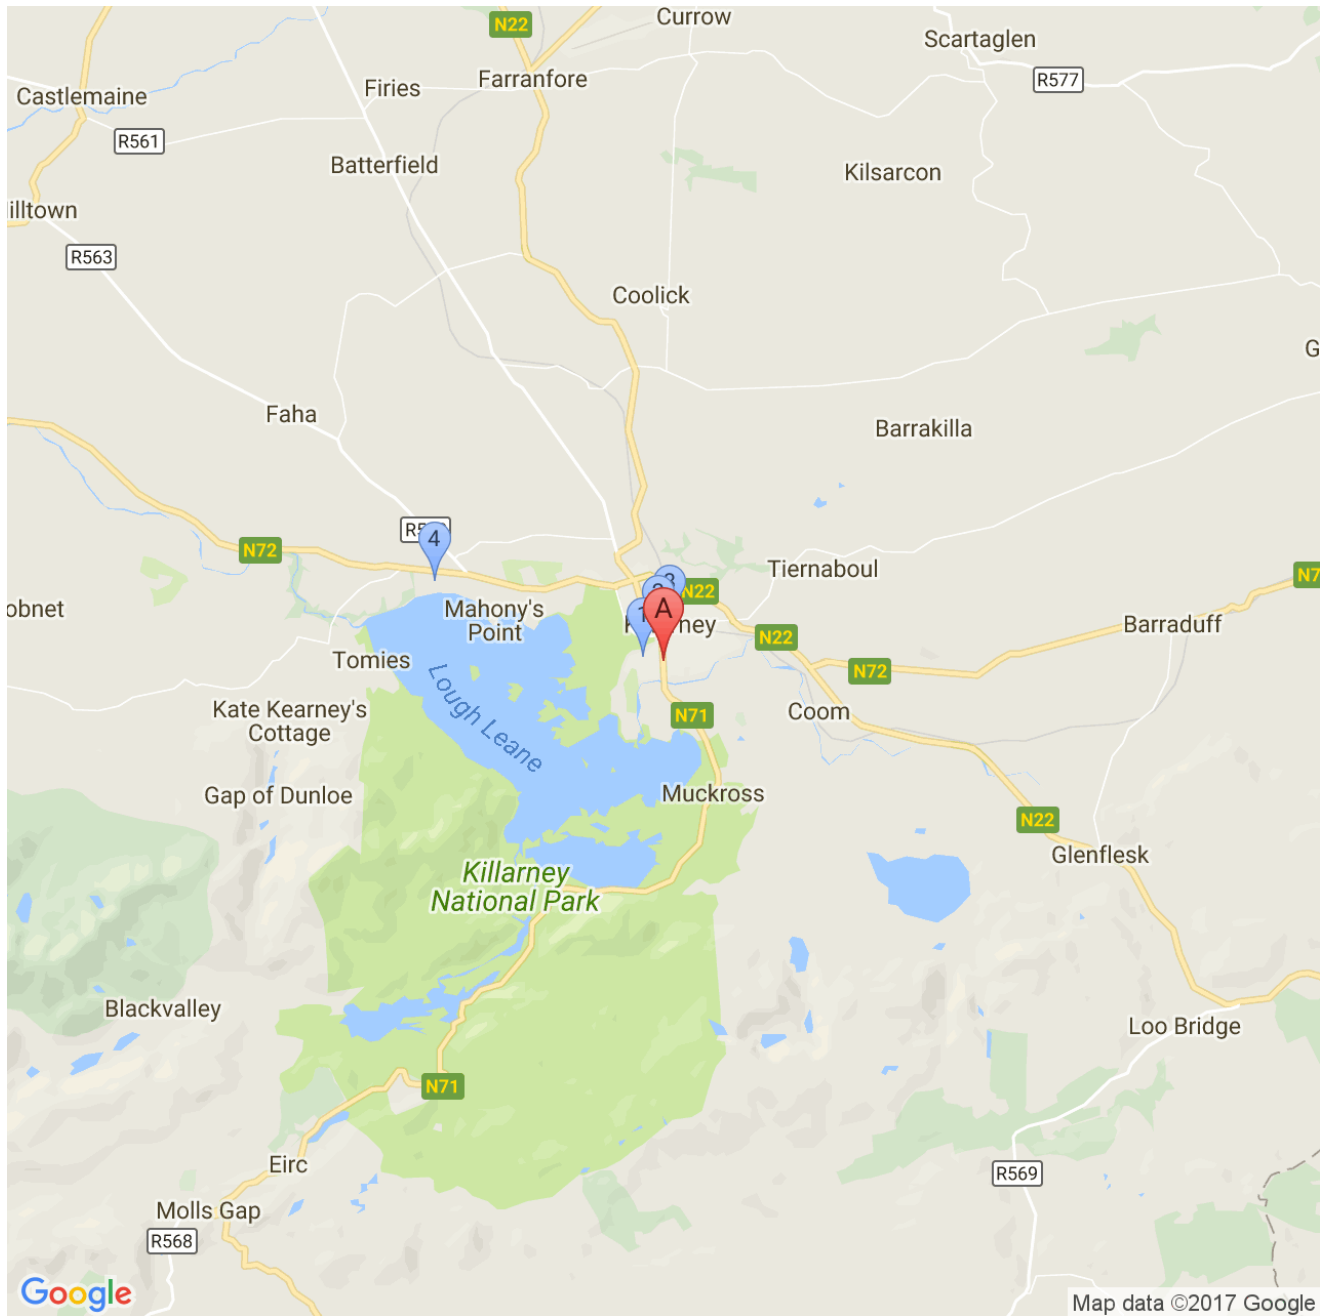 Currow
N22
Scartaglen
Farranfore
R577
Firies
Castlemaine
R561
Batterfield
Kilsarcon
illtown
R563
Coolick
G
Faha
Barrakilla
4
N72
Tiernaboul
3
N22
N7
obnet
Mahony's
Point
1
A
Barraduff
N22
Tomies
N72
Lough Leane
Kate Kearney's
Cottage
N71
Coom
Gap of Dunloe
Muckross
N22
Glenflesk
Killarney
National Park
Blackvalley
Loo Bridge
N71
Eirc
R569
Molls Gap
R568
Google
Map data ©2017 Google